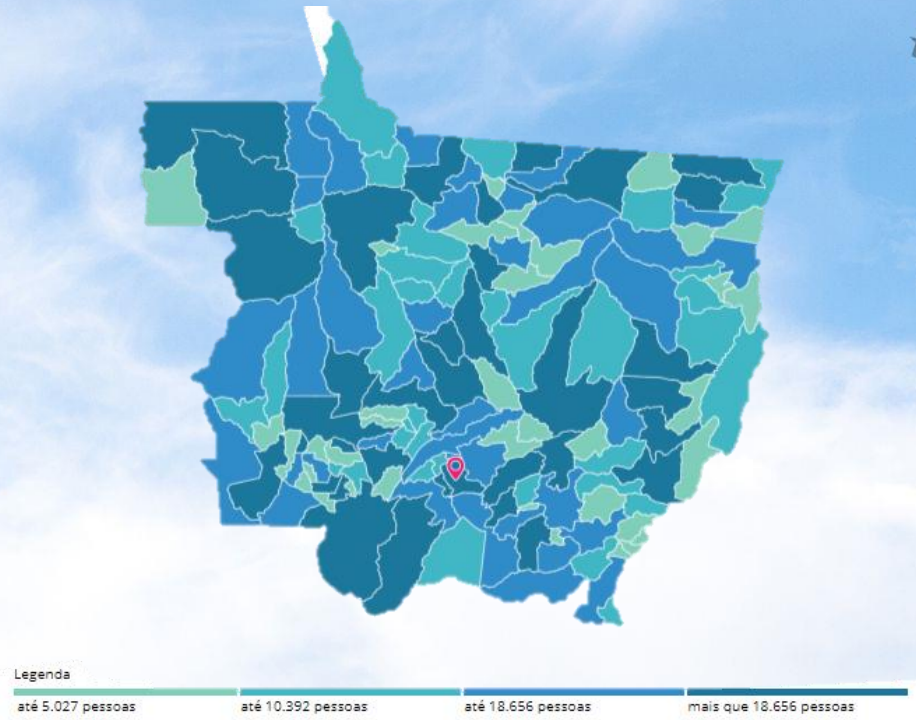 Legenda
até 5.027 pessoas
até 10.392 pessoas
até 18.656 pessoas
mais que 18.656 pessoas